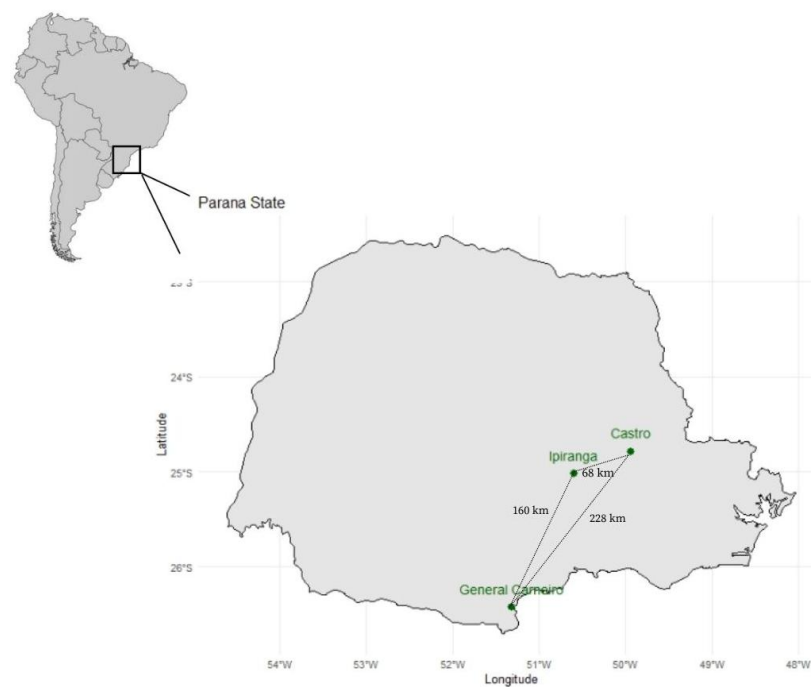 Parana State
24°S
25°S
26°S
Latitude
Castro
Ipiranga
68 km
160 km
228 km
General Carneiro
54°W
53°W
52°W
51°W
50°W
49°W
48°W
Longitude